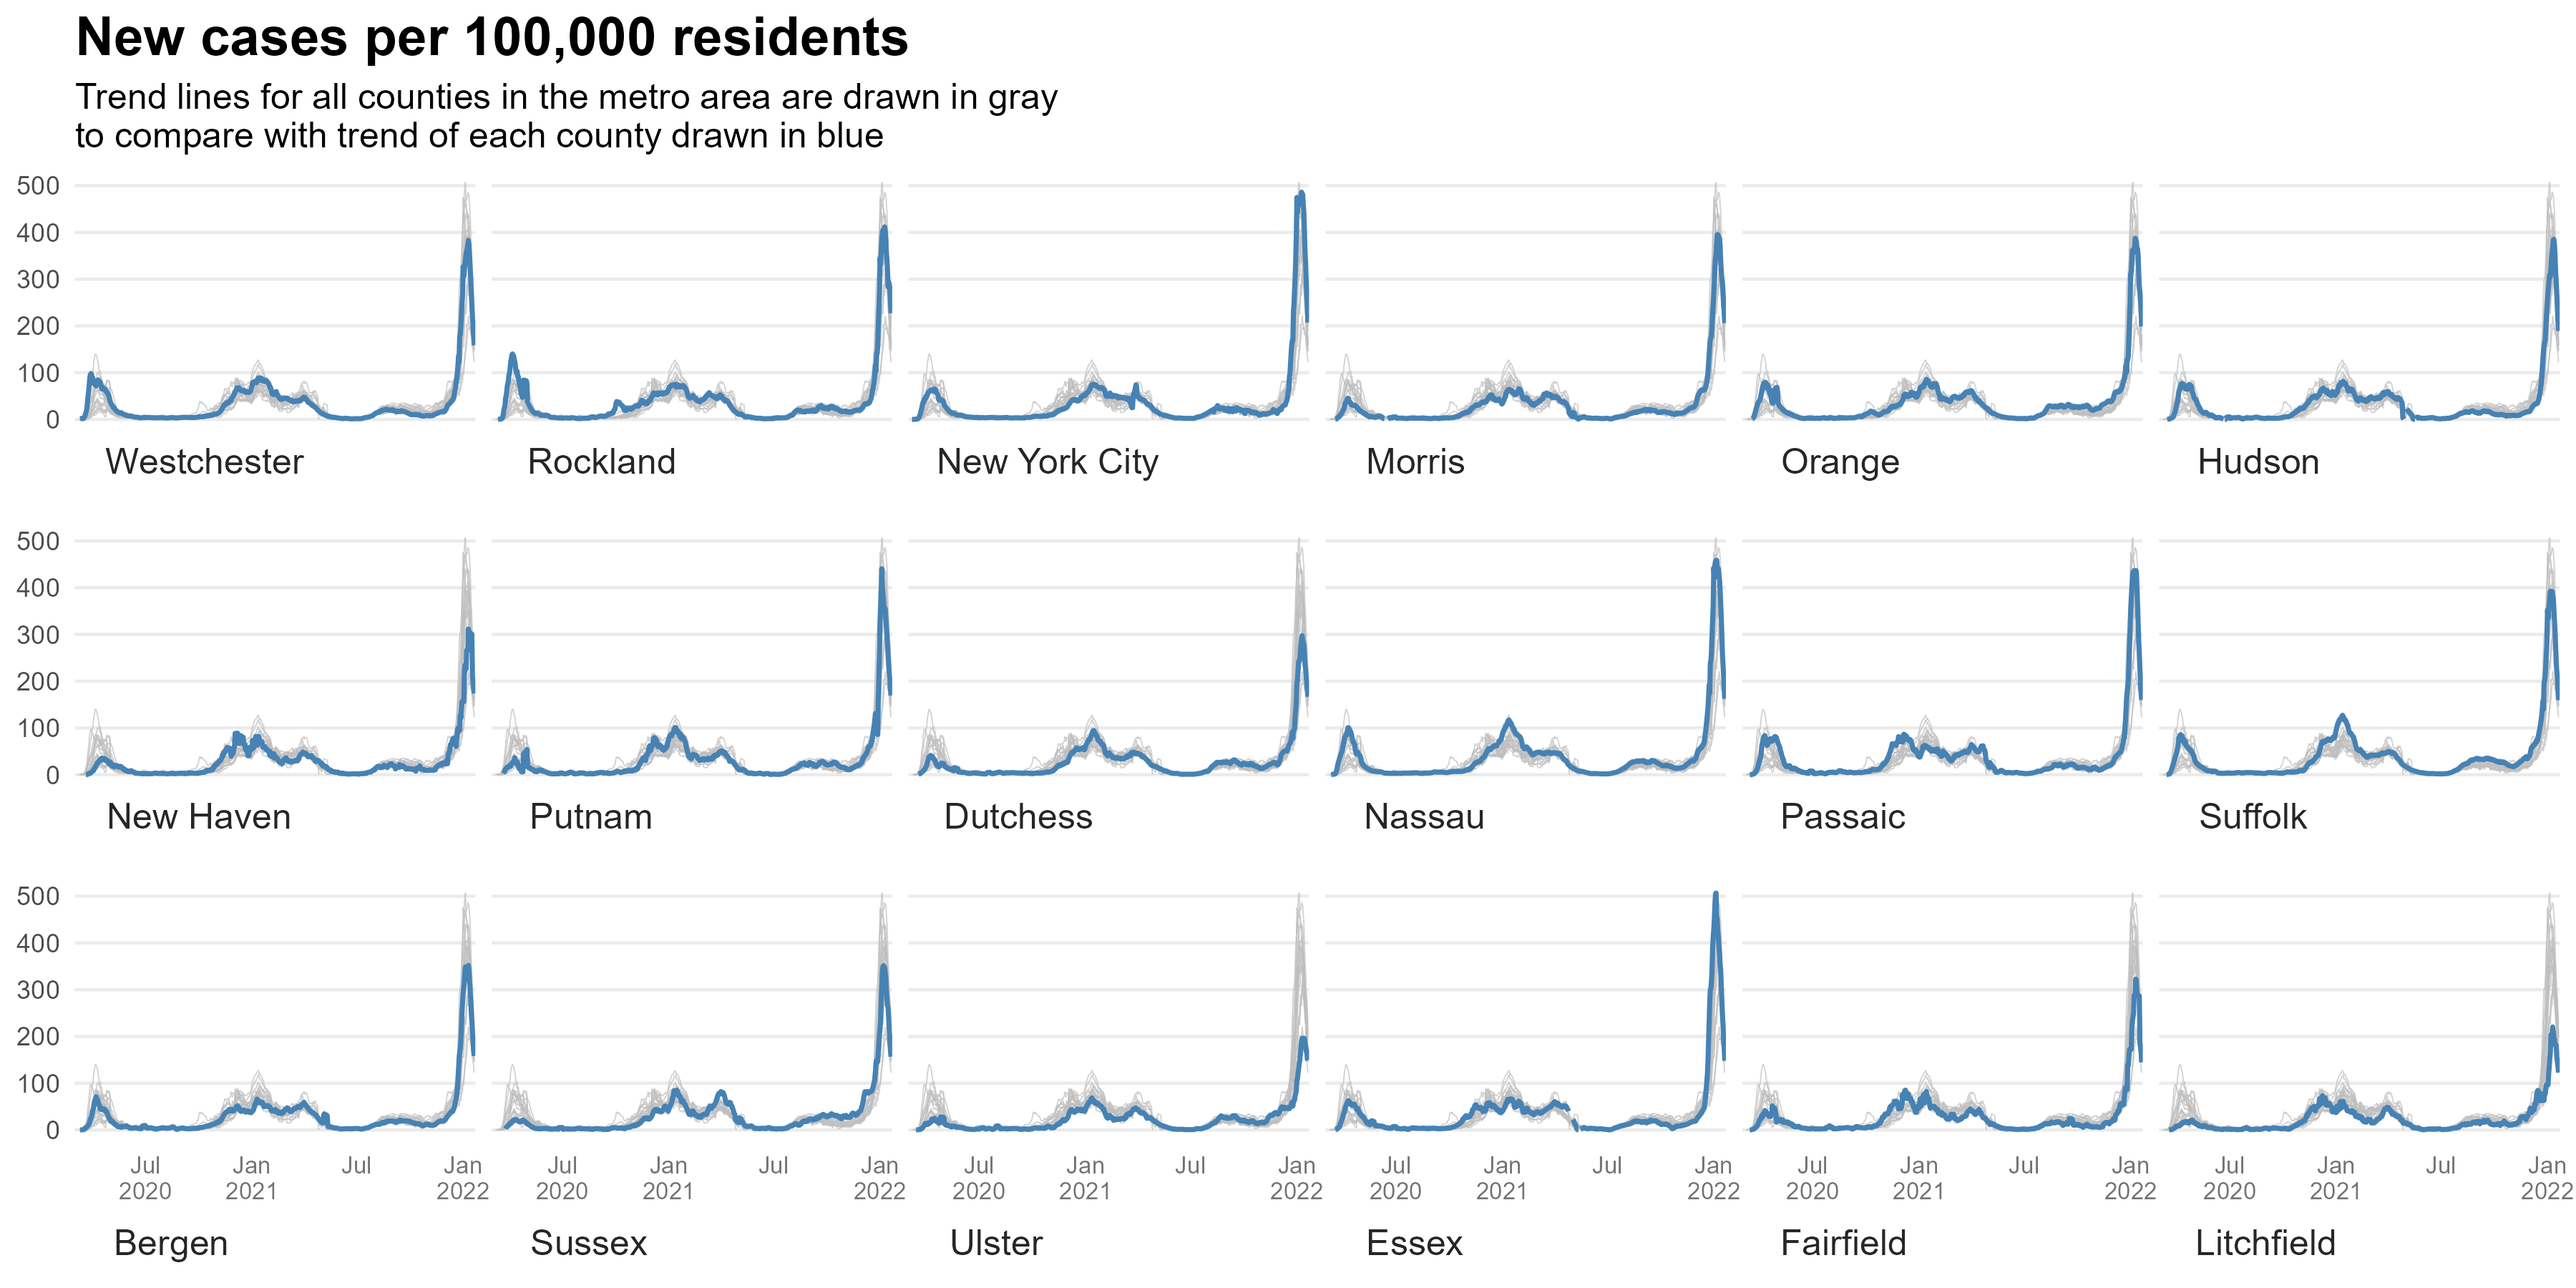 New cases per 100,000 residents
Trend lines for all counties in the metro area are drawn in gray
to compare with trend of each county drawn in blue
500
400
300
200
100
0
Westchester Rockland New York City Morris Orange Hudson
500
400
300
200
100
0
New Haven Putnam Dutchess Nassau Passaic Suffolk
500
400
300
200
100
0
Jul Jan Jul Jan Jul Jan Jul Jan Jul Jan Jul Jan Jul Jan Jul Jan Jul Jan Jul Jan Jul Jan Jul Jan
2020 2021 2022 2020 2021 2022 2020 2021 2022 2020 2021 2022 2020 2021 2022 2020 2021 2022
Bergen Sussex Ulster Essex Fairfield Litchfield